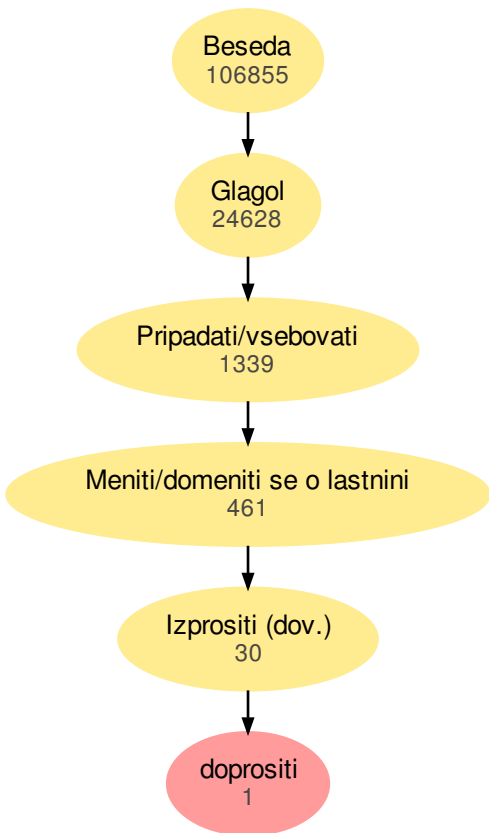 Beseda
106855
Glagol
24628
Pripadati/vsebovati
1339
Meniti/domeniti se o lastnini
461
Izprositi (dov.)
30
doprositi
1